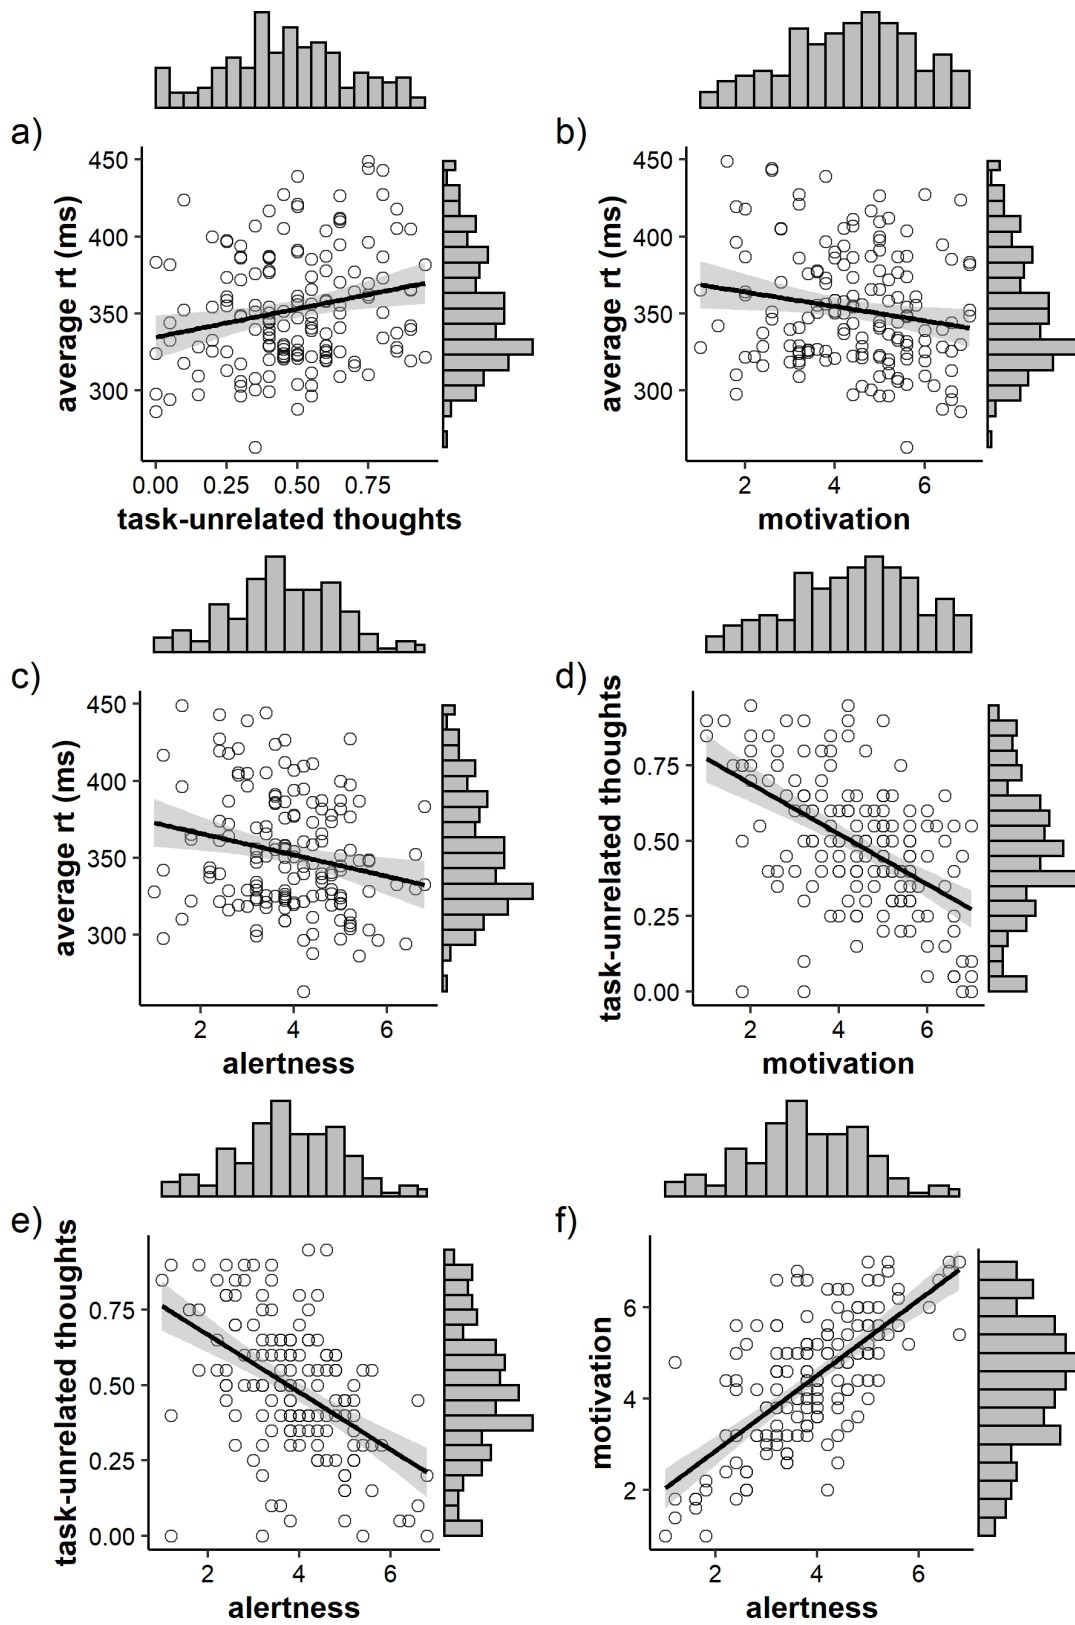 a)
450
400
350
300
average rt (ms)
0.00 0.25 0.50 0.75
task-unrelated thoughts
b)
450
400
350
300
average rt (ms)
2 4 6
motivation
c)
450
400
350
300
average rt (ms)
2 4 6
alertness
d)
0.75
0.50
0.25
0.00
task-unrelated thoughts
2 4 6
motivation
e)
0.75
0.50
0.25
0.00
task-unrelated thoughts
2 4 6
alertness
f)
6
4
2
motivation
2 4 6
alertness